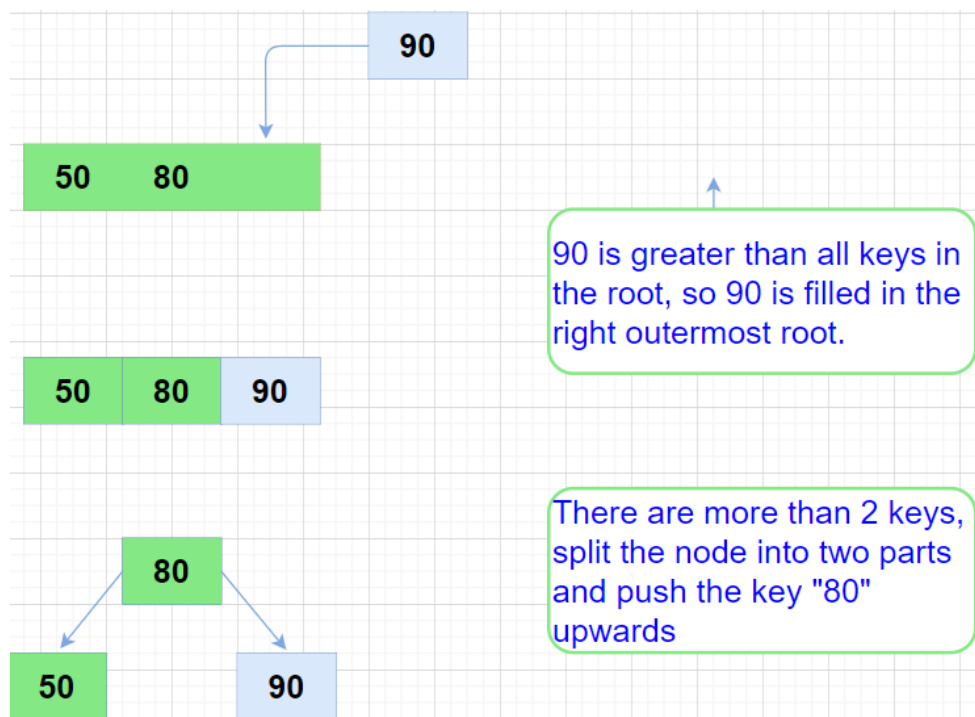 90
50 80
90 is greater than all keys in
the root, so 90 is filled in the
right outermost root.
50 80 90
There are more than 2 keys,
split the node into two parts
and push the key "80"
upwards
80
50 90